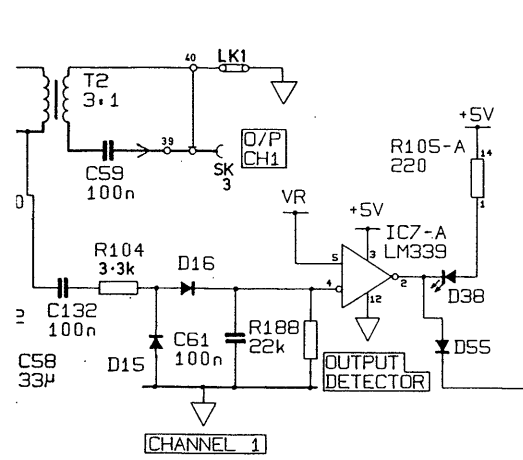 40
LK1
T2
3.1
39
O/P
CH1
SK
3
C59
100n
+5V
R105-A
220
14
1
VR
+5V
IC7-A
LM339
5
3
4
2
12
D38
R104
3.3k
D16
C132
100n
C61
100n
R188
22k
D15
D55
C58
33µ
OUTPUT
DETECTOR
CHANNEL 1